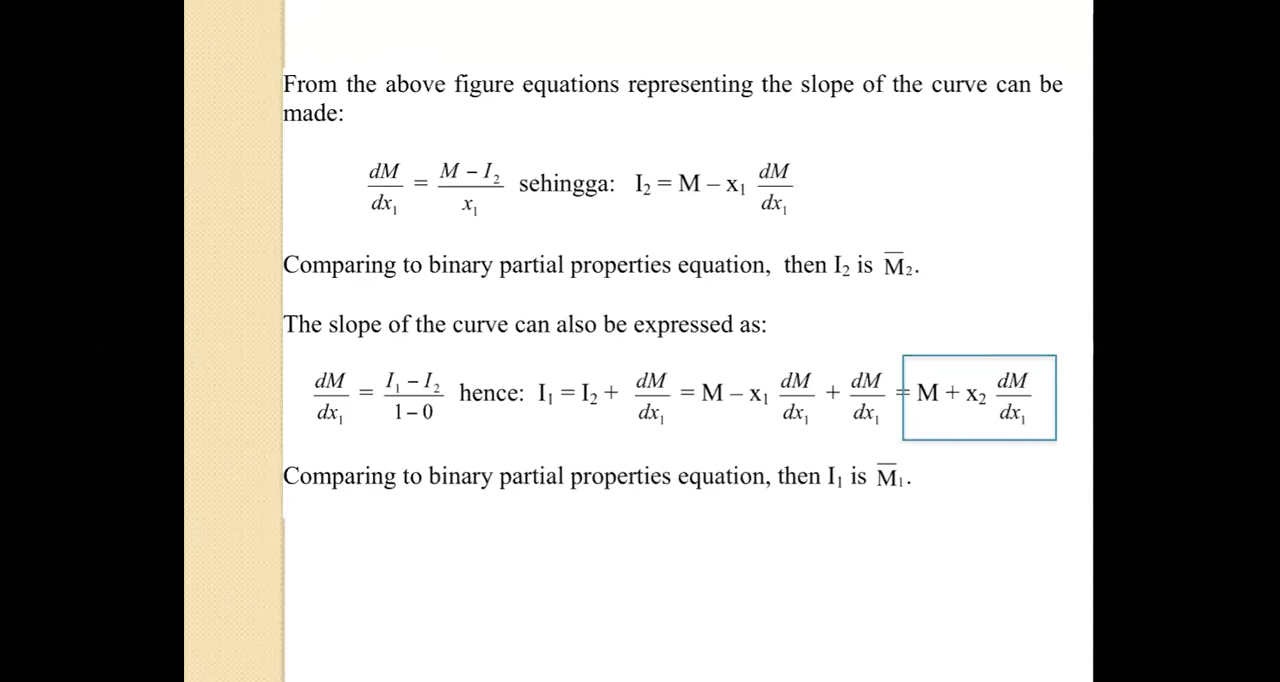 From the above figure equations representing the slope of the curve can be
made:
dM/dx₁ = (M − I₂)/x₁ sehingga: I₂ = M – x₁ dM/dx₁
Comparing to binary partial properties equation, then I₂ is M̅₂.
The slope of the curve can also be expressed as:
dM/dx₁ = (I₁ − I₂)/(1 − 0) hence: I₁ = I₂ + dM/dx₁ = M – x₁ dM/dx₁ + dM/dx₁ = M + x₂ dM/dx₁
Comparing to binary partial properties equation, then I₁ is M̅₁.